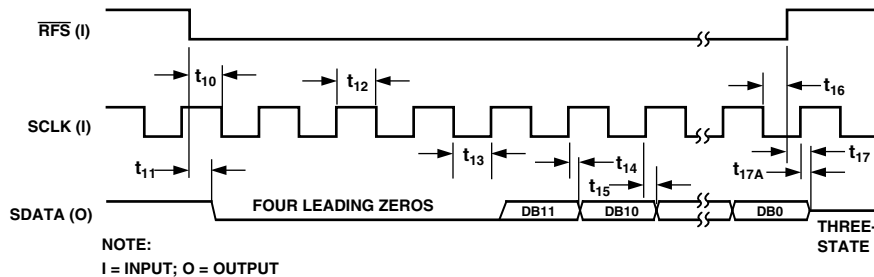 RFS (I)
t10
t12
t16
SCLK (I)
t11
t13
t14
t15
t17
t17A
SDATA (O)
FOUR LEADING ZEROS
DB11
DB10
DB0
THREE-
STATE
NOTE:
I = INPUT; O = OUTPUT